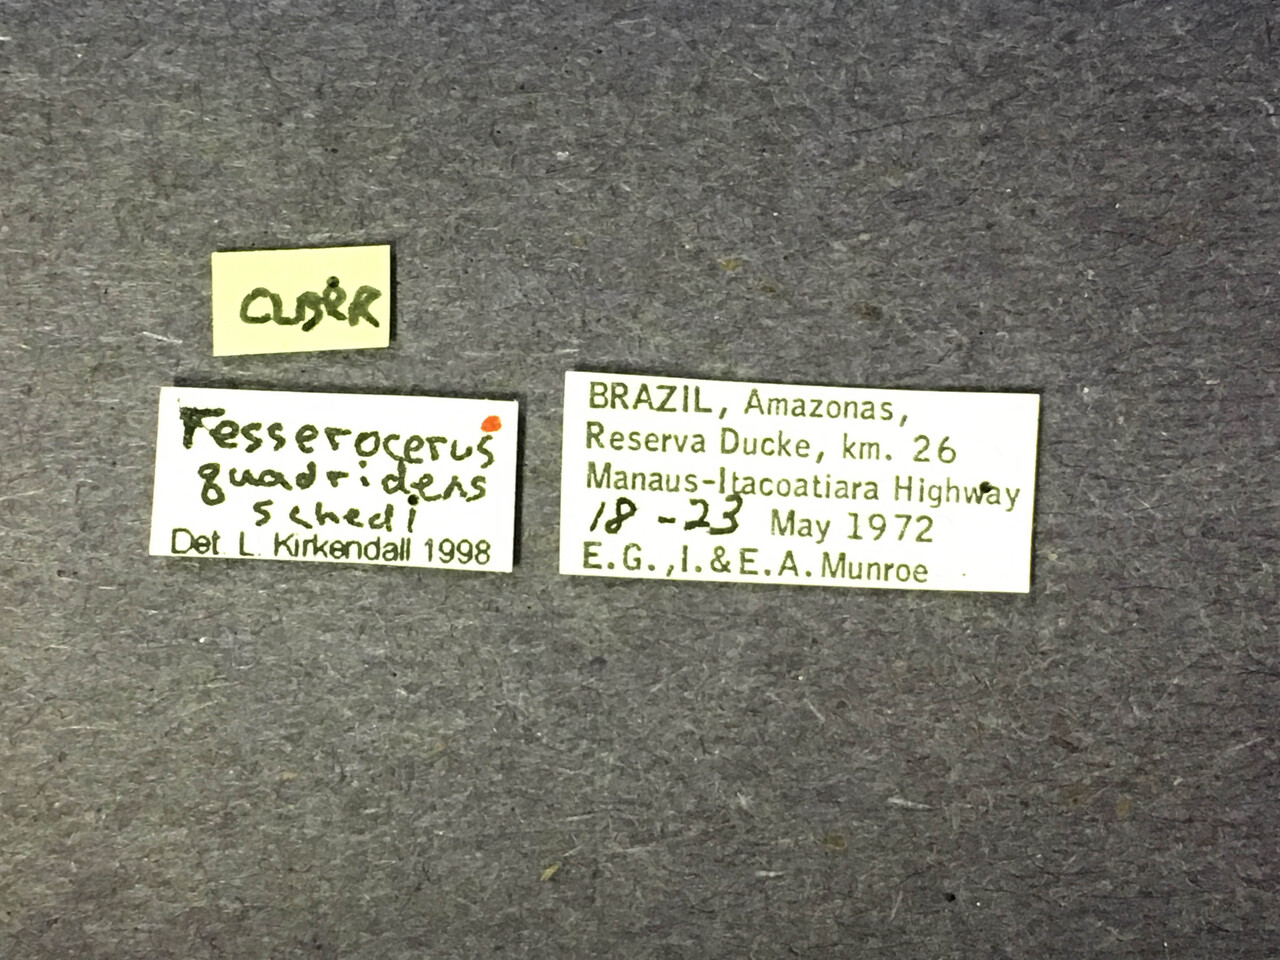 Tesserocerus
quadridens
schedi
Det. L. Kirkendall 1998
BRAZIL, Amazonas,
Reserva Ducke, km. 26
Manaus-Itacoatiara Highway
18-23 May 1972
E.G.,I.&E.A.Munroe